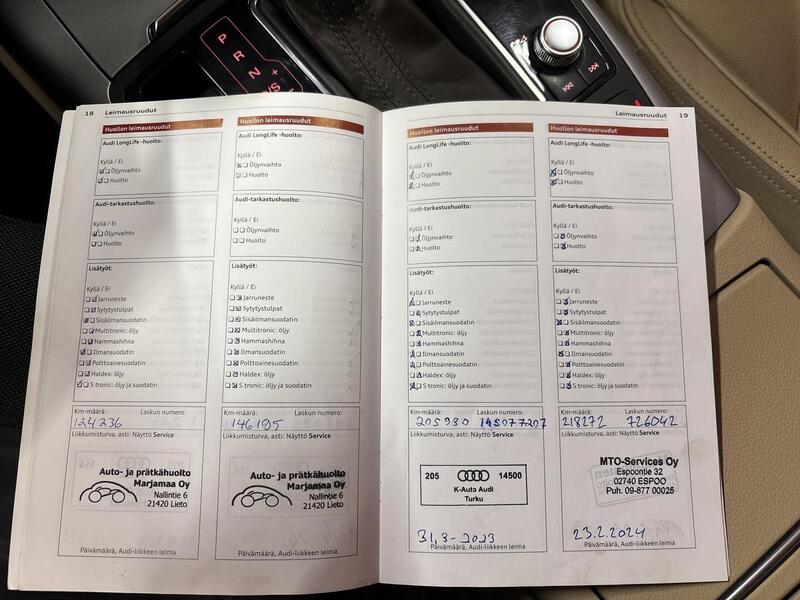 P
R
N
+
S
18 Leimausruudut
Huollon leimausruudut
Audi LongLife -huolto:
Kyllä / Ei
Öljynvaihto
Huolto
Audi-tarkastushuolto:
Kyllä / Ei
Öljynvaihto
Huolto
Lisätyöt:
Kyllä / Ei
Jarruneste
Sytytystulpat
Sisäilmansuodatin
Multitronic: öljy
Hammashihna
Ilmansuodatin
Polttoainesuodatin
Haldex: öljy
S tronic: öljy ja suodatin
Km-määrä: Laskun numero:
124236
Liikkumisturva, asti: Näyttö Service
Auto- ja prätkähuolto
Marjamaa Oy
Nallintie 6
21420 Lieto
Päivämäärä, Audi-liikkeen leima
Huollon leimausruudut
Audi LongLife -huolto:
Kyllä / Ei
Öljynvaihto
Huolto
Audi-tarkastushuolto:
Kyllä / Ei
Öljynvaihto
Huolto
Lisätyöt:
Kyllä / Ei
Jarruneste
Sytytystulpat
Sisäilmansuodatin
Multitronic: öljy
Hammashihna
Ilmansuodatin
Polttoainesuodatin
Haldex: öljy
S tronic: öljy ja suodatin
Km-määrä: Laskun numero:
146195
Liikkumisturva, asti: Näyttö Service
Auto- ja prätkähuolto
Marjamaa Oy
Nallintie 6
21420 Lieto
Päivämäärä, Audi-liikkeen leima
Leimausruudut 19
Huollon leimausruudut
Audi LongLife -huolto:
Kyllä / Ei
Öljynvaihto
Huolto
Audi-tarkastushuolto:
Kyllä / Ei
Öljynvaihto
Huolto
Lisätyöt:
Kyllä / Ei
Jarruneste
Sytytystulpat
Sisäilmansuodatin
Multitronic: öljy
Hammashihna
Ilmansuodatin
Polttoainesuodatin
Haldex: öljy
S tronic: öljy ja suodatin
Km-määrä: Laskun numero:
205980 145077207
Liikkumisturva, asti: Näyttö Service
205 14500
K-Auto Audi
Turku
31,8-2023
Päivämäärä, Audi-liikkeen leima
Huollon leimausruudut
Audi LongLife -huolto:
Kyllä / Ei
Öljynvaihto
Huolto
Audi-tarkastushuolto:
Kyllä / Ei
Öljynvaihto
Huolto
Lisätyöt:
Kyllä / Ei
Jarruneste
Sytytystulpat
Sisäilmansuodatin
Multitronic: öljy
Hammashihna
Ilmansuodatin
Polttoainesuodatin
Haldex: öljy
S tronic: öljy ja suodatin
Km-määrä: Laskun numero:
218272 726042
Liikkumisturva, asti: Näyttö Service
MTO-Services Oy
Espoontie 32
02740 ESPOO
Puh. 09-877 00025
23.2.2024
Päivämäärä, Audi-liikkeen leima